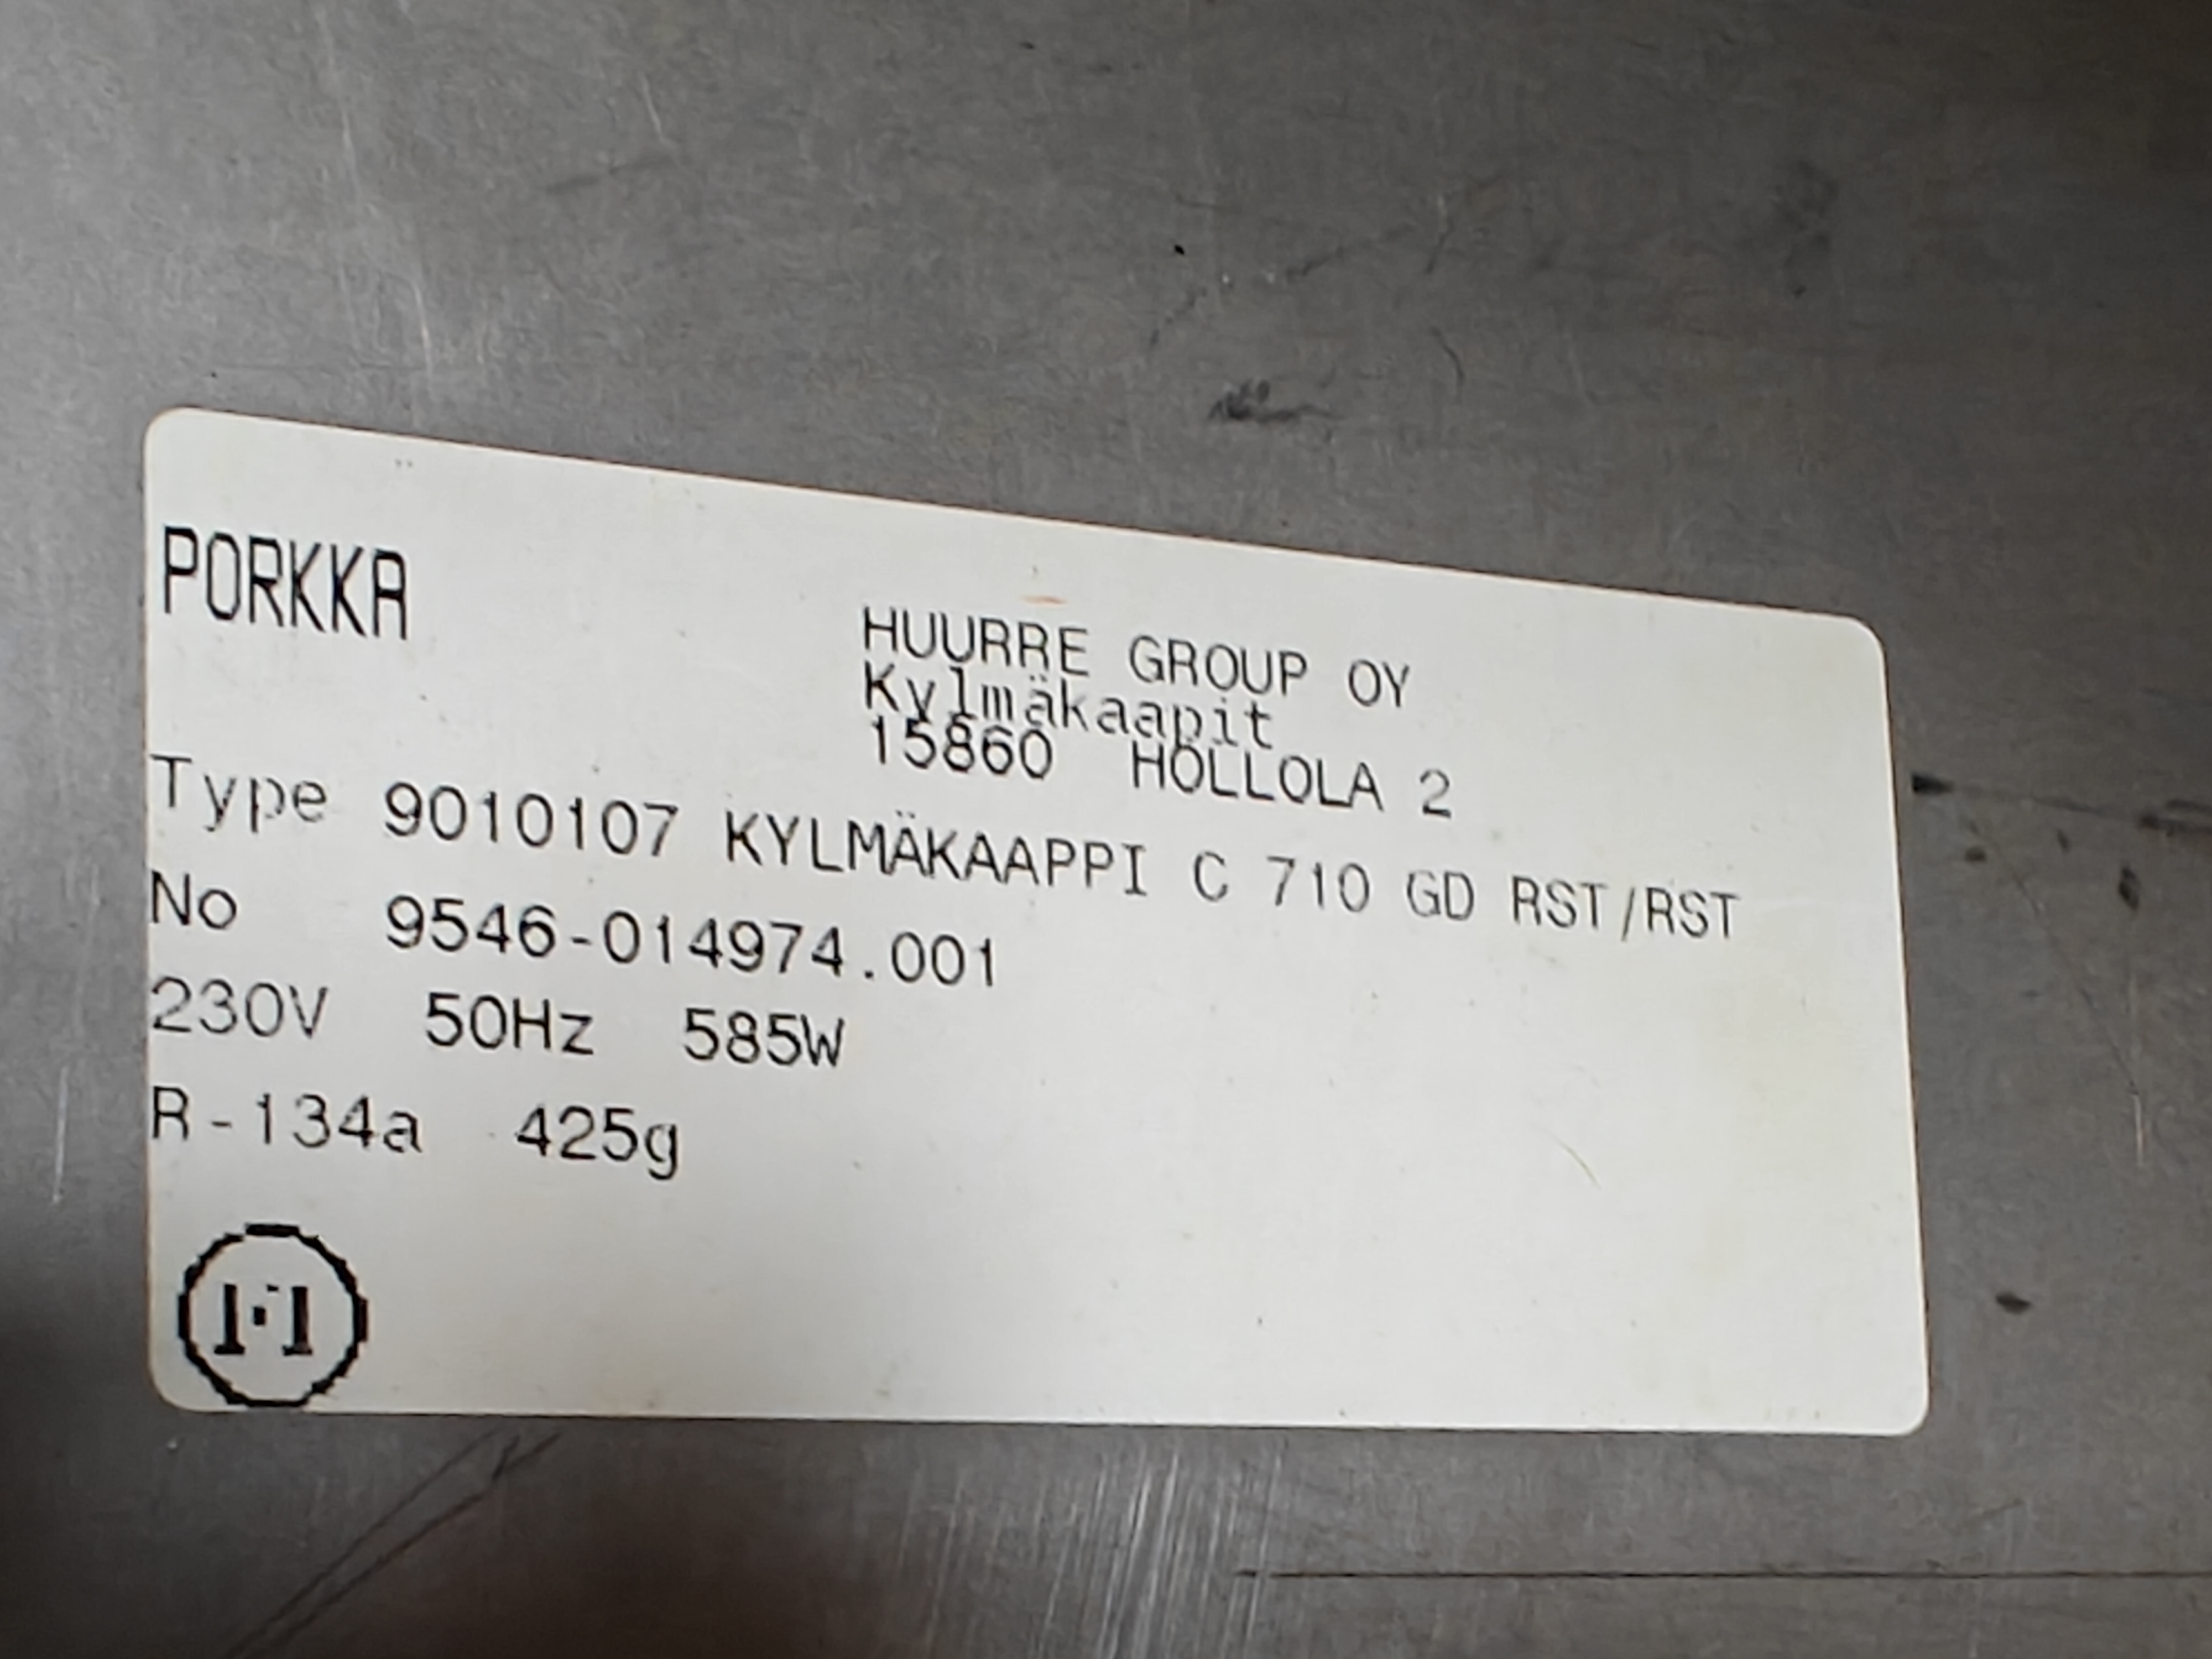 PORKKA
HUURRE GROUP OY
Kylmäkaapit
15860 HOLLOLA 2
Type 9010107 KYLMÄKAAPPI C 710 GD RST/RST
No 9546-014974.001
230V 50Hz 585W
R-134a 425g